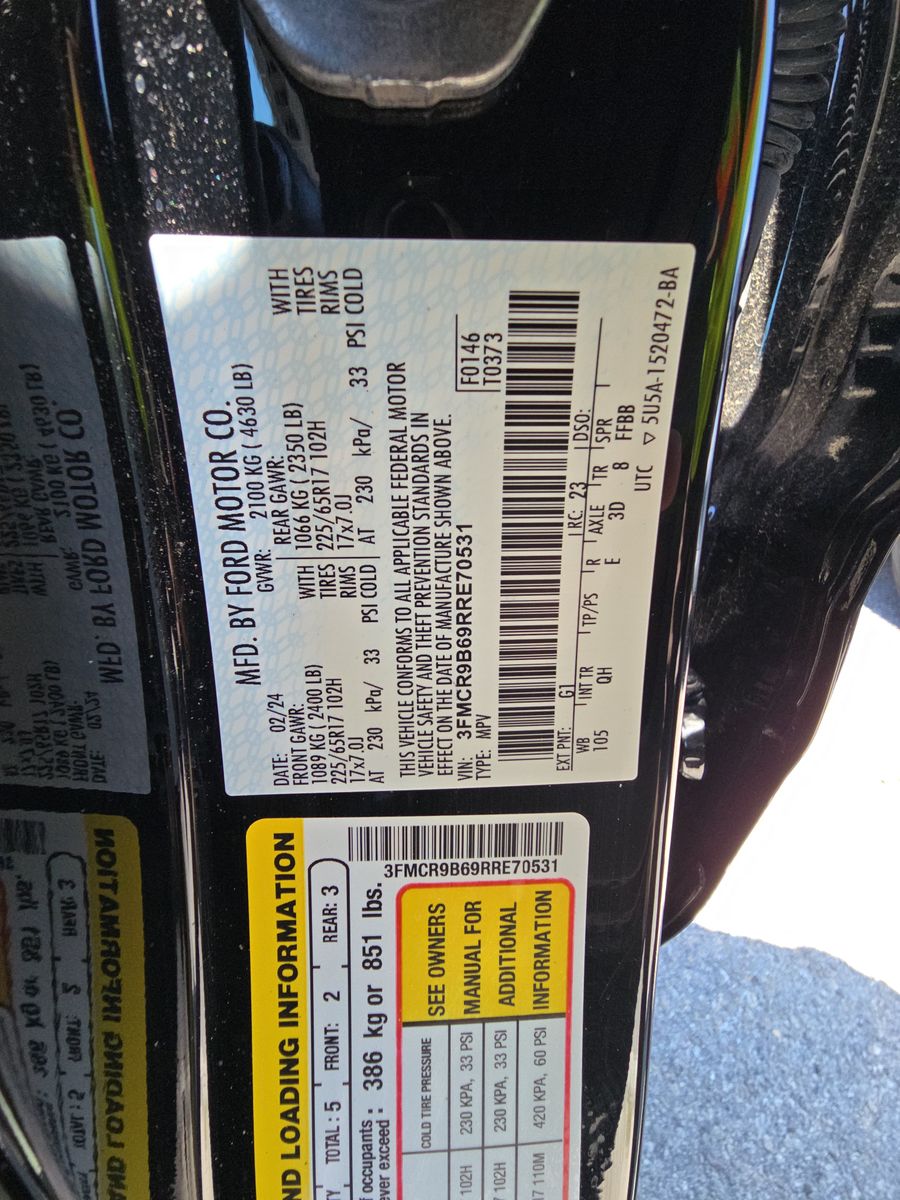 MFD. BY FORD MOTOR CO.
DATE: 02/24 GVWR: 2100 KG ( 4630 LB)
FRONT GAWR: REAR GAWR:
1089 KG ( 2400 LB) WITH 1066 KG ( 2350 LB) WITH
225/65R17 102H TIRES 225/65R17 102H TIRES
17x7.0J RIMS 17x7.0J RIMS
AT 230 kPa/ 33 PSI COLD AT 230 kPa/ 33 PSI COLD
THIS VEHICLE CONFORMS TO ALL APPLICABLE FEDERAL MOTOR
VEHICLE SAFETY AND THEFT PREVENTION STANDARDS IN
EFFECT ON THE DATE OF MANUFACTURE SHOWN ABOVE.
VIN: 3FMCR9B69RRE70531 F0146
TYPE: MPV T0373
EXT PNT: G1 RC: 23 DSO:
WB INT TR TP/PS R AXLE TR SPR
105 QH E 3D 8 FFBB
UTC ▽ 5U5A-1520472-BA
ND LOADING INFORMATION
TY TOTAL : 5 FRONT: 2 REAR: 3
f occupants
ever exceed : 386 kg or 851 lbs.
3FMCR9B69RRE70531
COLD TIRE PRESSURE
102H 230 KPA, 33 PSI
102H 230 KPA, 33 PSI
17 110M 420 KPA, 60 PSI
SEE OWNERS
MANUAL FOR
ADDITIONAL
INFORMATION